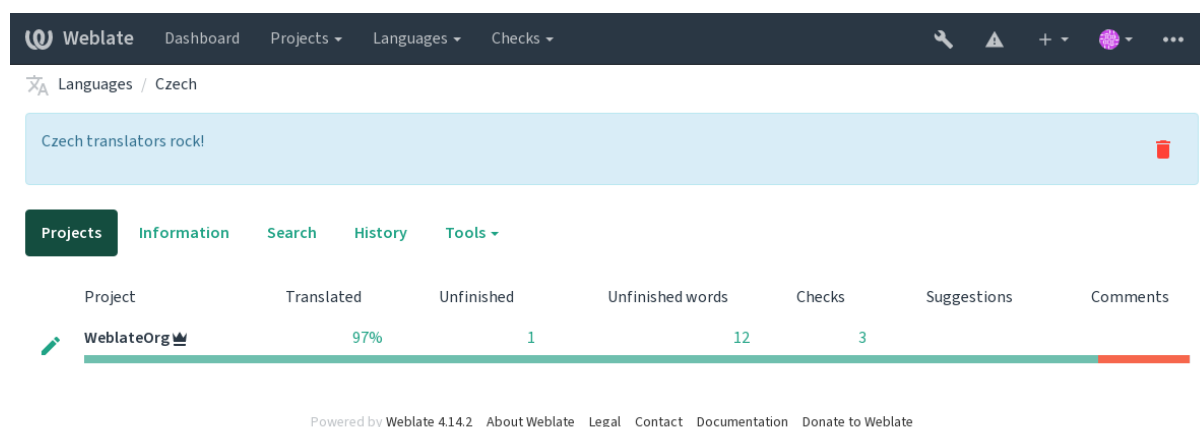 Weblate Dashboard Projects Languages Checks
Languages / Czech
Czech translators rock!
Projects Information Search History Tools
Project Translated Unfinished Unfinished words Checks Suggestions Comments
WeblateOrg 97% 1 12 3
Powered by Weblate 4.14.2 About Weblate Legal Contact Documentation Donate to Weblate